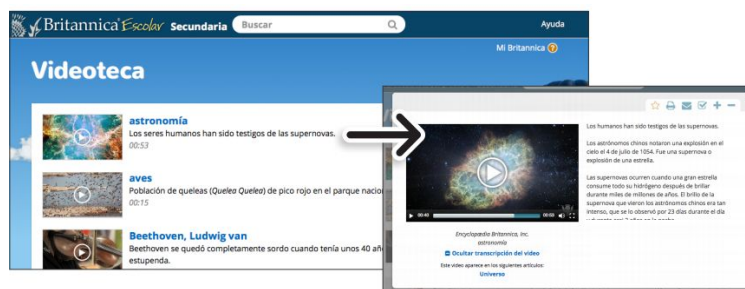 Britannica Escolar Secundaria Buscar Ayuda
Mi Britannica ?
Videoteca
astronomía
Los seres humanos han sido testigos de las supernovas.
00:53
aves
Población de queleas (Quelea Quelea) de pico rojo en el parque nacio
00:15
Beethoven, Ludwig van
Beethoven se quedó completamente sordo cuando tenía unos 40 añ
estupenda.
Los humanos han sido testigos de las supernovas.
Los astrónomos chinos notaron una explosión en el
cielo el 4 de julio de 1054. Fue una supernova o
explosión de una estrella.
Las supernovas ocurren cuando una gran estrella
consume todo su hidrógeno después de brillar
durante miles de millones de años. El brillo de la
supernova que vieron los astrónomos chinos era tan
intenso, que se lo observó por 23 días durante el día
Encyclopædia Britannica, Inc.
astronomía
Ocultar transcripción del video
Este video aparece en los siguientes artículos:
Universo